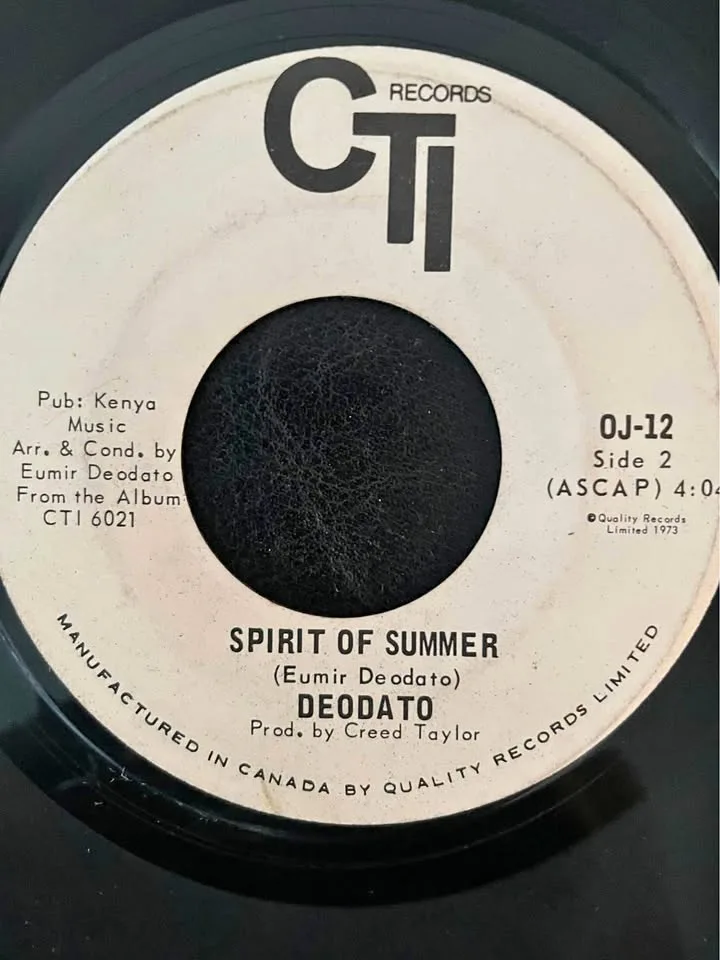 CTI RECORDS
Pub: Kenya
Music
Arr. & Cond. by
Eumir Deodato
From the Album
CTI 6021
OJ-12
Side 2
(ASCAP) 4:04
℗Quality Records
Limited 1973
SPIRIT OF SUMMER
(Eumir Deodato)
DEODATO
Prod. by Creed Taylor
MANUFACTURED IN CANADA BY QUALITY RECORDS LIMITED